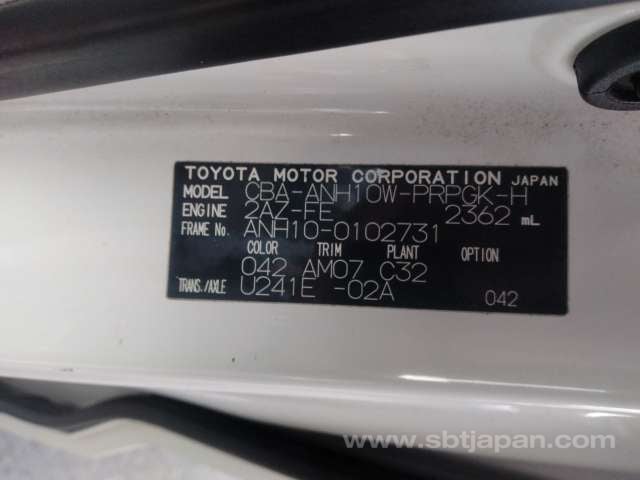 TOYOTA MOTOR CORPORATION JAPAN
MODEL CBA-ANH10W-PRPGK-H
ENGINE 2AZ-FE 2362 mL
FRAME No. ANH10-0102731
COLOR TRIM PLANT OPTION
042 AM07 C32
TRANS./AXLE U241E -02A 042
www.sbtjapan.com